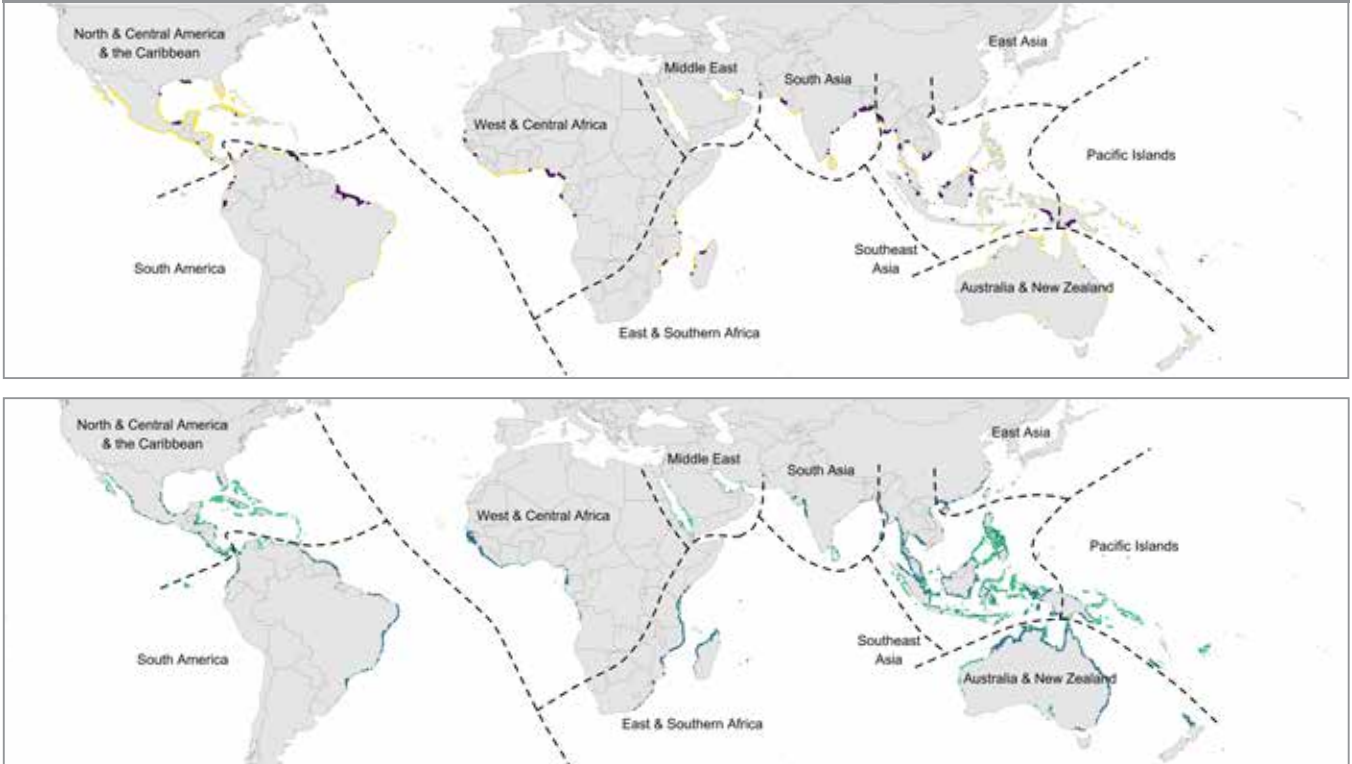 North & Central America
& the Caribbean
East Asia
Middle East
South Asia
West & Central Africa
Pacific Islands
South America
Southeast
Asia
Australia & New Zealand
East & Southern Africa
North & Central America
& the Caribbean
East Asia
Middle East
South Asia
West & Central Africa
Pacific Islands
South America
Southeast
Asia
Australia & New Zealand
East & Southern Africa